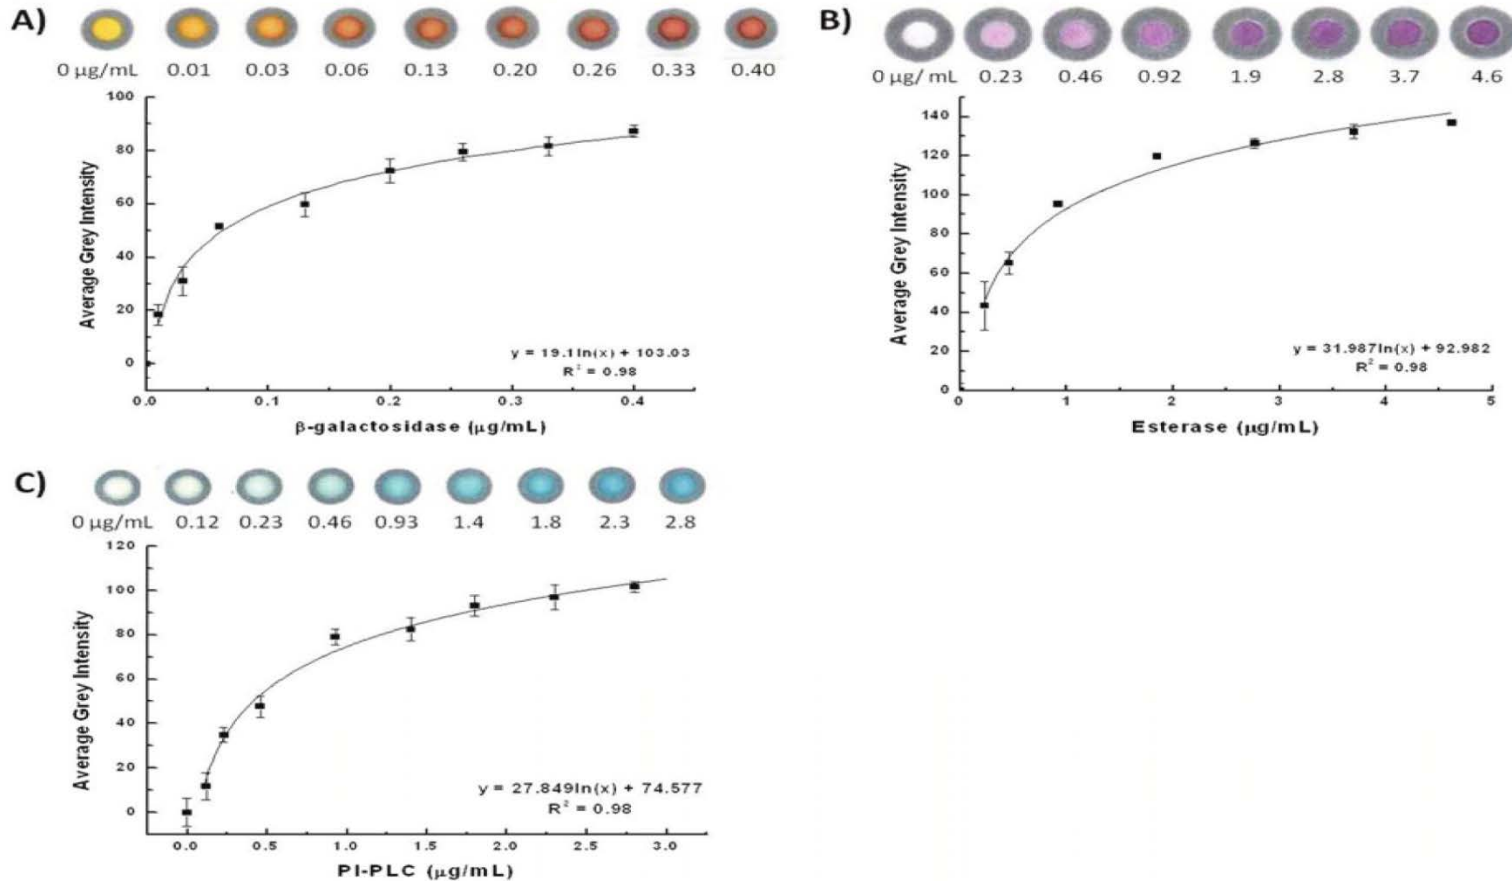 A)
0 µg/mL 0.01 0.03 0.06 0.13 0.20 0.26 0.33 0.40
100
80
60
40
20
0
Average Grey Intensity
y = 19.1ln(x) + 103.03
R² = 0.98
0.0 0.1 0.2 0.3 0.4
β-galactosidase (µg/mL)
B)
0 µg/ mL 0.23 0.46 0.92 1.9 2.8 3.7 4.6
140
120
100
80
60
40
20
0
Average Grey Intensity
y = 31.987ln(x) + 92.982
R² = 0.98
0 1 2 3 4 5
Esterase (µg/mL)
C)
0 µg/mL 0.12 0.23 0.46 0.93 1.4 1.8 2.3 2.8
120
100
80
60
40
20
0
Average Grey Intensity
y = 27.849ln(x) + 74.577
R² = 0.98
0.0 0.5 1.0 1.5 2.0 2.5 3.0
PI-PLC (µg/mL)